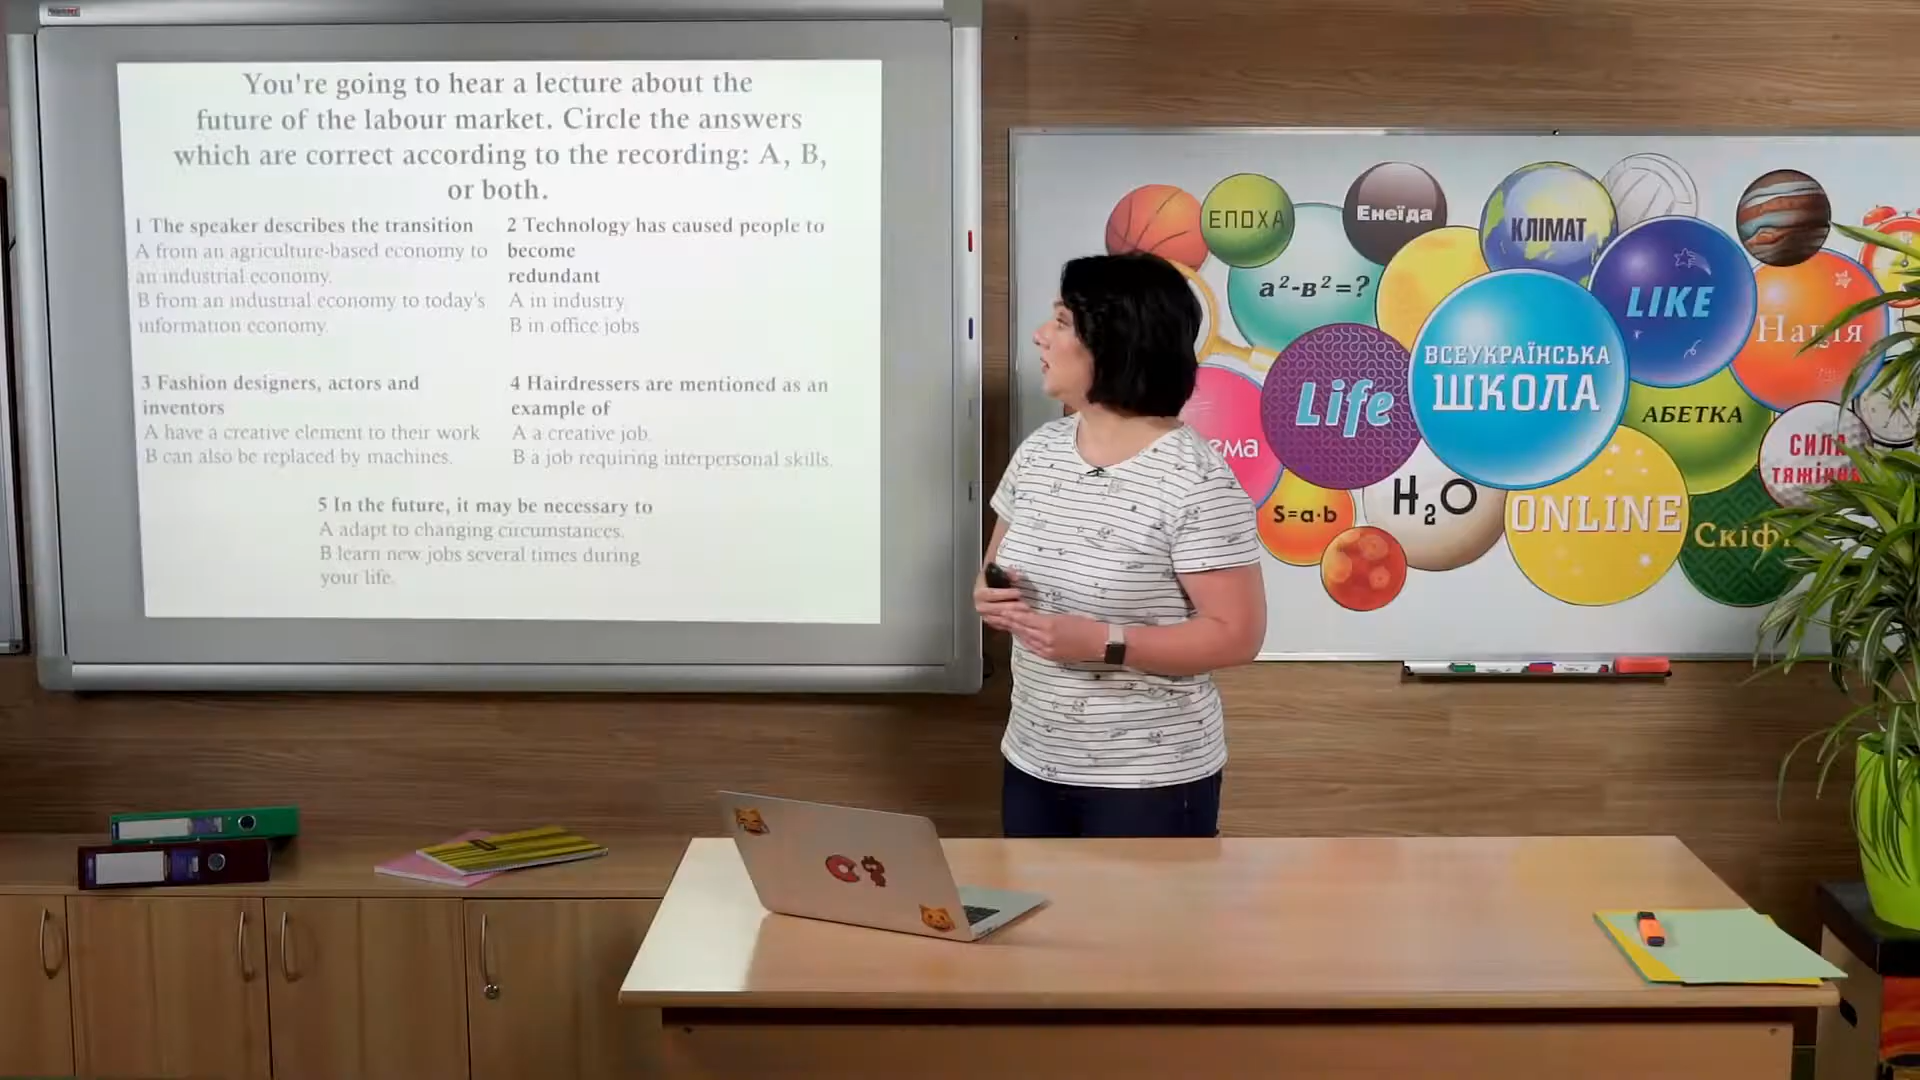 You're going to hear a lecture about the
future of the labour market. Circle the answers
which are correct according to the recording: A, B,
or both.
1 The speaker describes the transition
A from an agriculture-based economy to
an industrial economy.
B from an industrial economy to today's
information economy.
2 Technology has caused people to
become
redundant
A in industry
B in office jobs
3 Fashion designers, actors and
inventors
A have a creative element to their work
B can also be replaced by machines.
4 Hairdressers are mentioned as an
example of
A a creative job.
B a job requiring interpersonal skills.
5 In the future, it may be necessary to
A adapt to changing circumstances.
B learn new jobs several times during
your life.
ЕПОХА
Енеїда
КЛІМАТ
a²-в²=?
LIKE
Нація
Life
ВСЕУКРАЇНСЬКА
ШКОЛА
АБЕТКА
СИЛА
ТЯЖІННЯ
ема
S=a·b
H₂O
ONLINE
Скіф